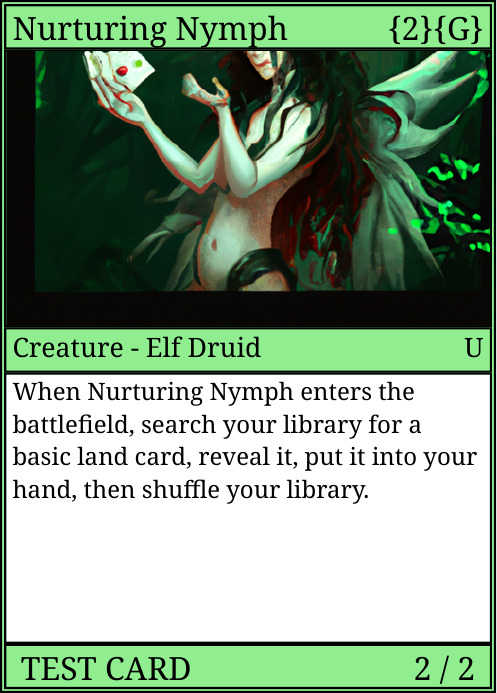 Nurturing Nymph {2}{G}
Creature - Elf Druid U
When Nurturing Nymph enters the
battlefield, search your library for a
basic land card, reveal it, put it into your
hand, then shuffle your library.
TEST CARD 2 / 2